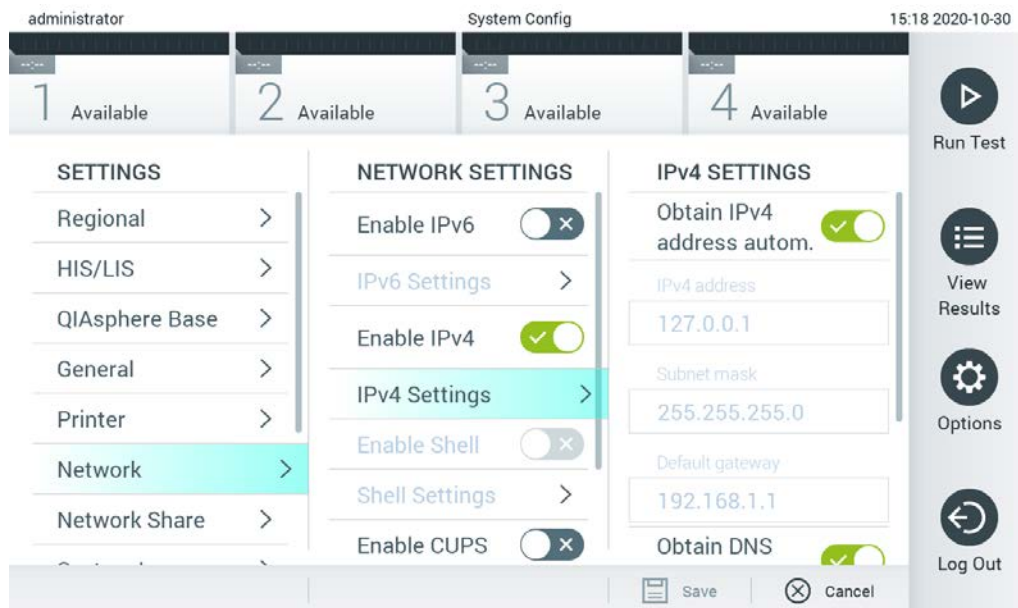 administrator
System Config
15:18 2020-10-30
--:--
--:--
--:--
--:--
1 Available
2 Available
3 Available
4 Available
SETTINGS
Regional
HIS/LIS
QIAsphere Base
General
Printer
Network
Network Share
NETWORK SETTINGS
Enable IPv6
IPv6 Settings
Enable IPv4
IPv4 Settings
Enable Shell
Shell Settings
Enable CUPS
IPv4 SETTINGS
Obtain IPv4
address autom.
IPv4 address
127.0.0.1
Subnet mask
255.255.255.0
Default gateway
192.168.1.1
Obtain DNS
Save
Cancel
Run Test
View
Results
Options
Log Out